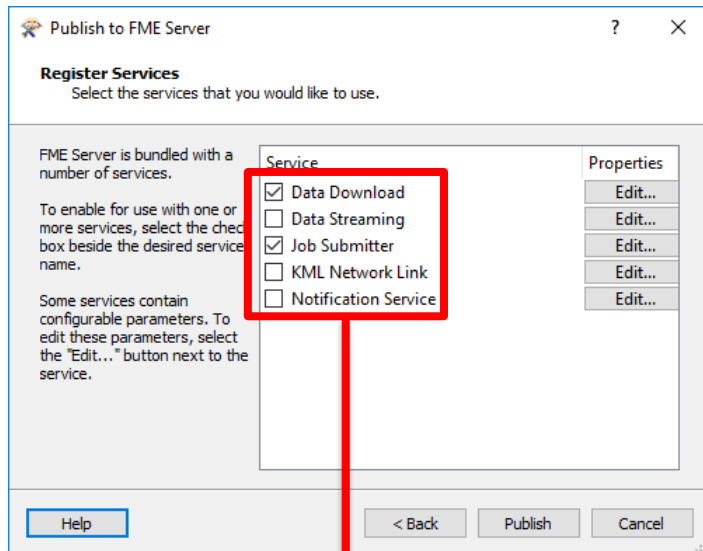 Publish to FME Server
Register Services
Select the services that you would like to use.
FME Server is bundled with a
number of services.
To enable for use with one or
more services, select the check
box beside the desired service
name.
Some services contain
configurable parameters. To
edit these parameters, select
the "Edit..." button next to the
service.
Service Properties
Data Download Edit...
Data Streaming Edit...
Job Submitter Edit...
KML Network Link Edit...
Notification Service Edit...
Help < Back Publish Cancel